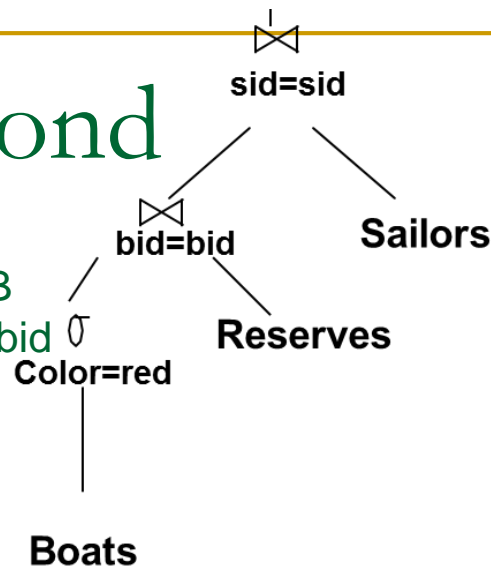 ⋈
sid=sid
ond
⋈
bid=bid
Sailors
B
bid σ
Reserves
Color=red
Boats